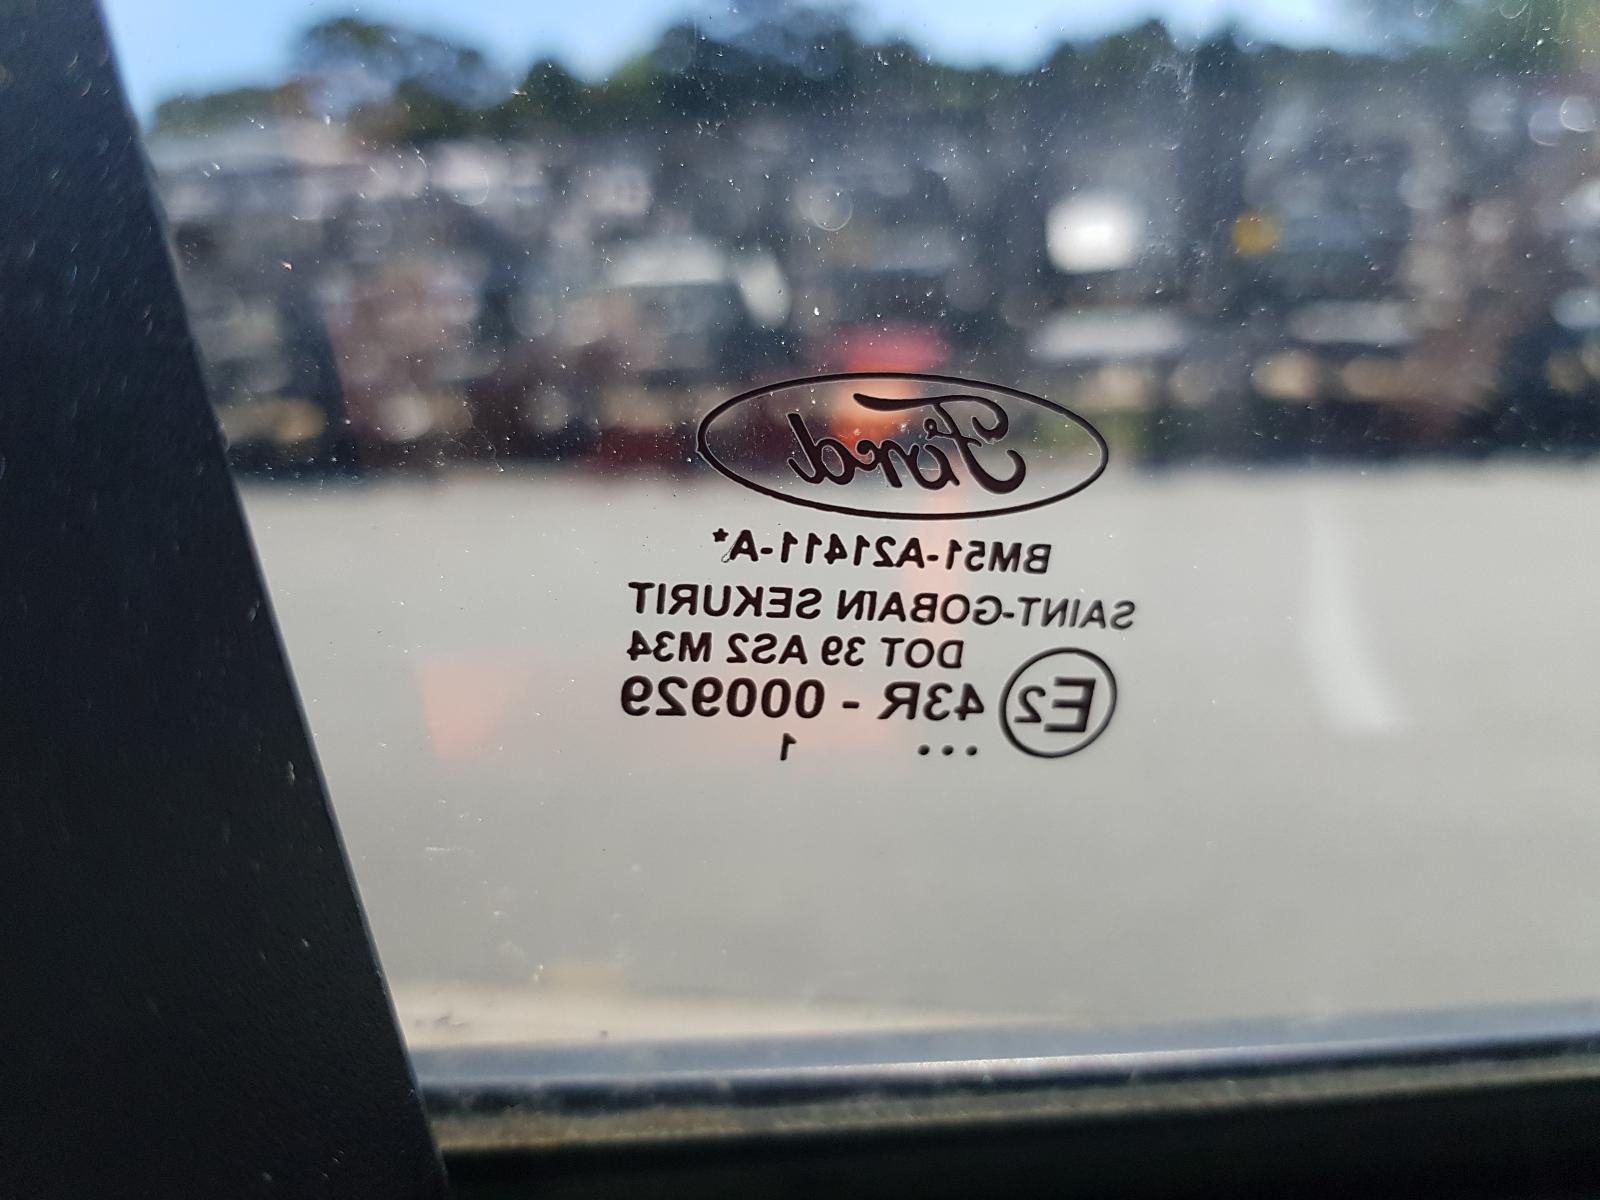 Ford
BM51-A21411-A*
SAINT-GOBAIN SEKURIT
DOT 39 AS2 M34
E2 43R - 000929
... 1